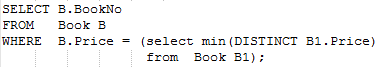 SELECT B.BookNo
FROM   Book B
WHERE  B.Price = (select min(DISTINCT B1.Price)
                  from  Book B1);